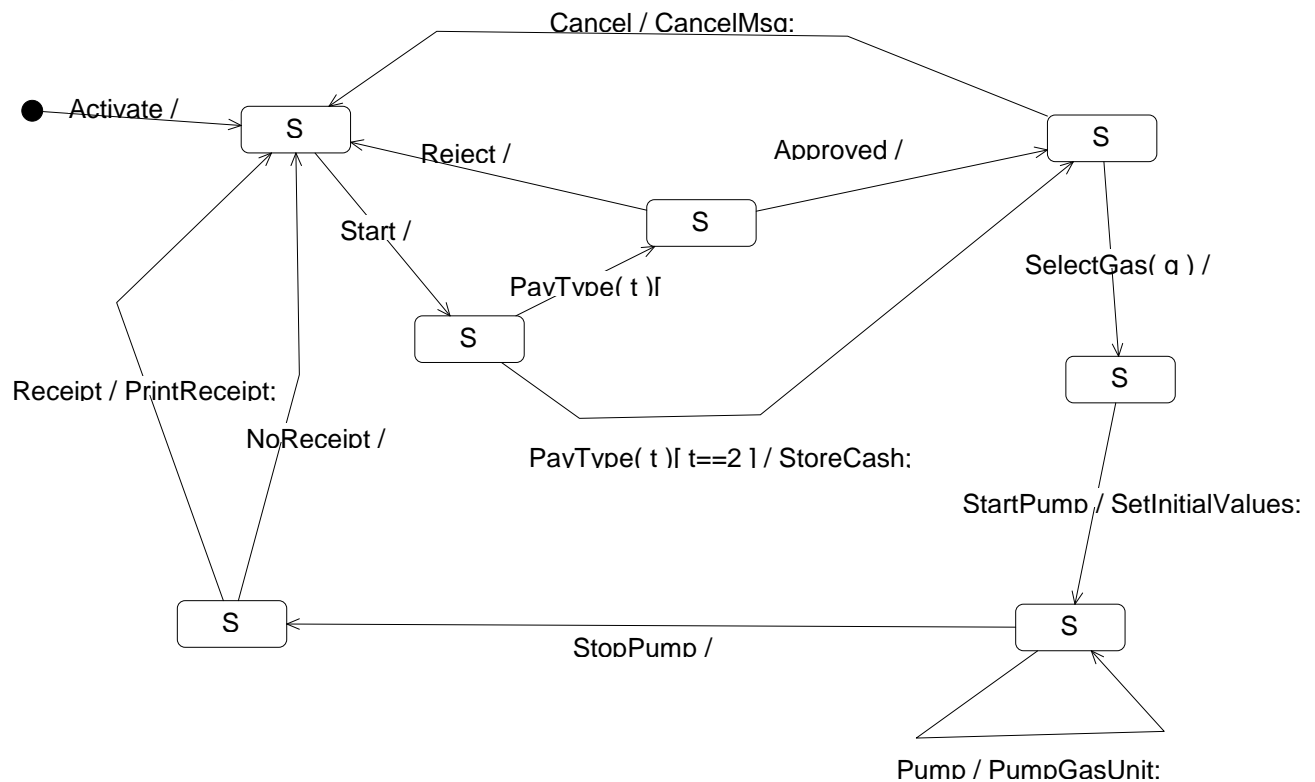 Cancel / CancelMsg;
Activate /
S
S
Reject /
Approved /
S
Start /
SelectGas( g ) /
PayType( t )[
S
S
Receipt / PrintReceipt;
NoReceipt /
PayType( t )[ t==2 ] / StoreCash;
StartPump / SetInitialValues;
S
S
StopPump /
Pump / PumpGasUnit;